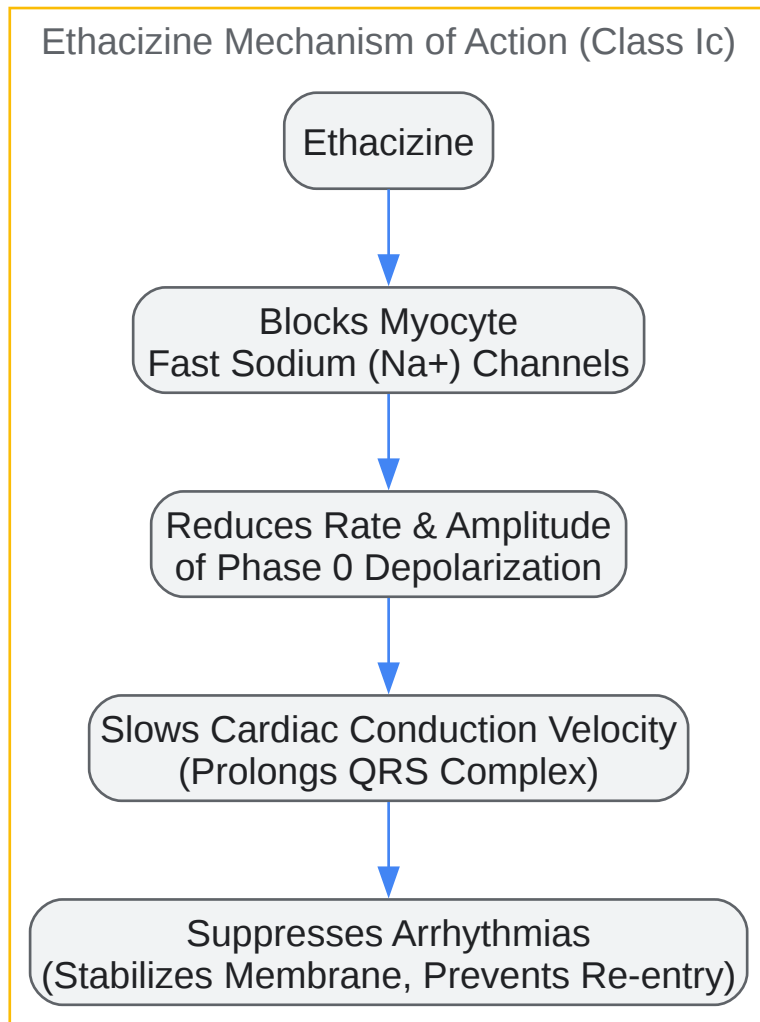 Ethacizine Mechanism of Action (Class Ic)
Ethacizine
Blocks Myocyte
Fast Sodium (Na+) Channels
Reduces Rate & Amplitude
of Phase 0 Depolarization
Slows Cardiac Conduction Velocity
(Prolongs QRS Complex)
Suppresses Arrhythmias
(Stabilizes Membrane, Prevents Re-entry)